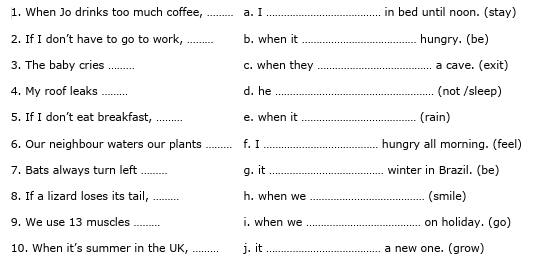 1. When Jo drinks too much coffee, ......... a. I ....................................... in bed until noon. (stay)
2. If I don't have to go to work, ......... b. when it ....................................... hungry. (be)
3. The baby cries ......... c. when they ....................................... a cave. (exit)
4. My roof leaks ......... d. he ...................................................... (not /sleep)
5. If I don't eat breakfast, ......... e. when it ....................................... (rain)
6. Our neighbour waters our plants ......... f. I ....................................... hungry all morning. (feel)
7. Bats always turn left ......... g. it ....................................... winter in Brazil. (be)
8. If a lizard loses its tail, ......... h. when we ....................................... (smile)
9. We use 13 muscles ......... i. when we ....................................... on holiday. (go)
10. When it's summer in the UK, ......... j. it ....................................... a new one. (grow)